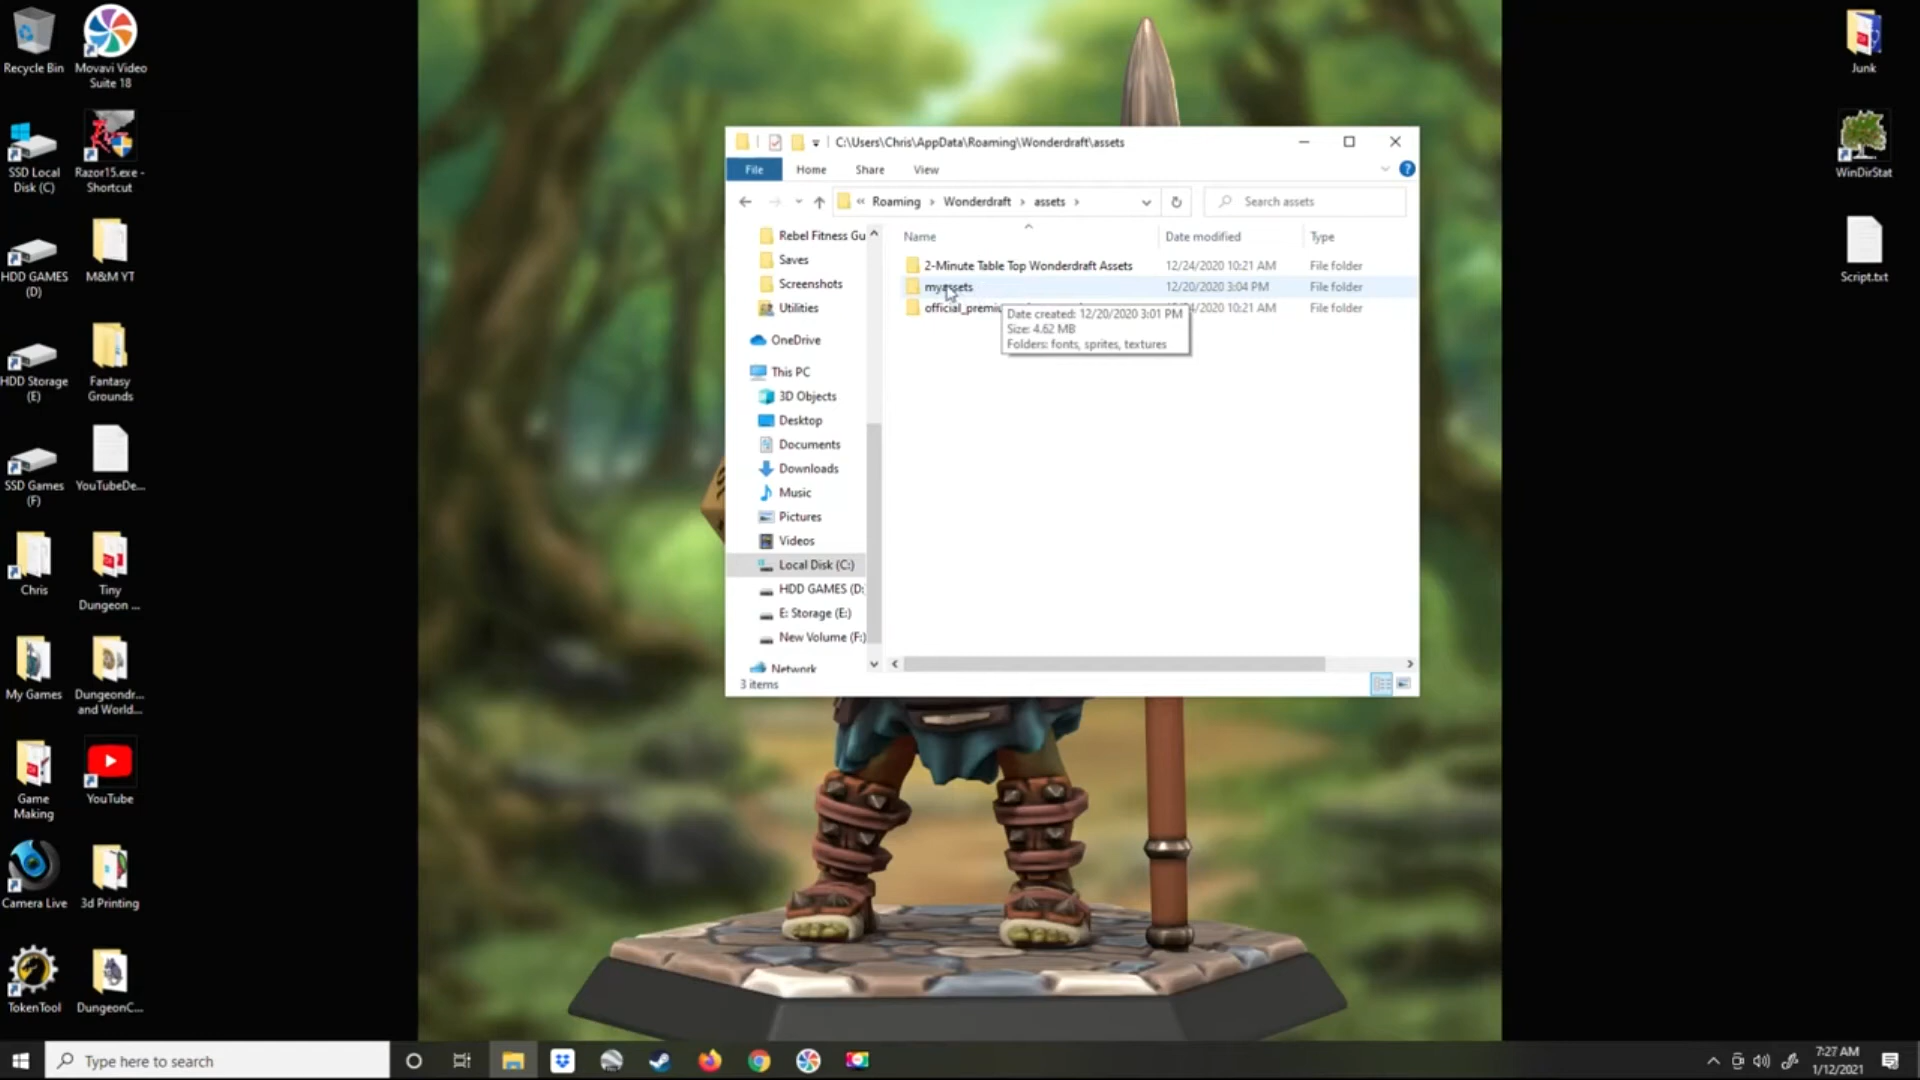 Recycle Bin
Movavi Video
Suite 18
SSD Local
Disk (C)
Razor15.exe -
Shortcut
HDD GAMES
(D)
M&M YT
HDD Storage
(E)
Fantasy
Grounds
SSD Games
(F)
YouTubeDe...
Chris
Tiny
Dungeon ...
My Games
Dungeondr...
and World...
Game
Making
YouTube
Camera Live
3d Printing
TokenTool
DungeonC...
Junk
WinDirStat
Script.txt
C:\Users\Chris\AppData\Roaming\Wonderdraft\assets
File Home Share View
« Roaming › Wonderdraft › assets ›
Search assets
Rebel Fitness Gu
Saves
Screenshots
Utilities
OneDrive
This PC
3D Objects
Desktop
Documents
Downloads
Music
Pictures
Videos
Local Disk (C:)
HDD GAMES (D:
E: Storage (E:)
New Volume (F:)
Network
Name Date modified Type
2-Minute Table Top Wonderdraft Assets 12/24/2020 10:21 AM File folder
myassets 12/20/2020 3:04 PM File folder
official_premiu 10:21 AM File folder
Date created: 12/20/2020 3:01 PM
Size: 4.62 MB
Folders: fonts, sprites, textures
3 items
Type here to search
7:27 AM
1/12/2021